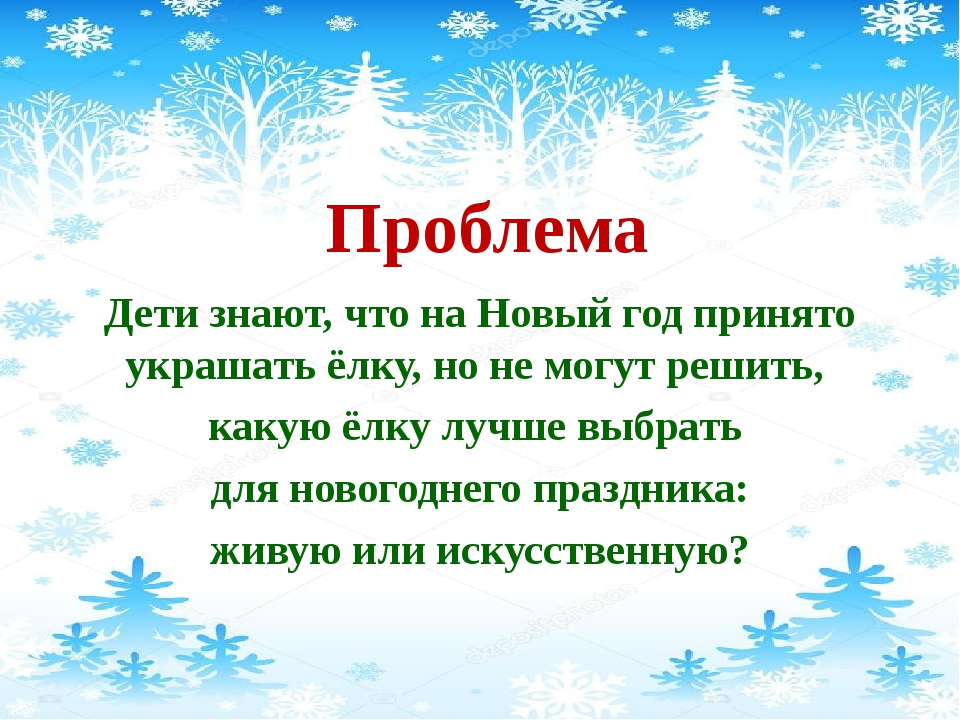 Проблема
Дети знают, что на Новый год принято
украшать ёлку, но не могут решить,
какую ёлку лучше выбрать
для новогоднего праздника:
живую или искусственную?
depositphotos